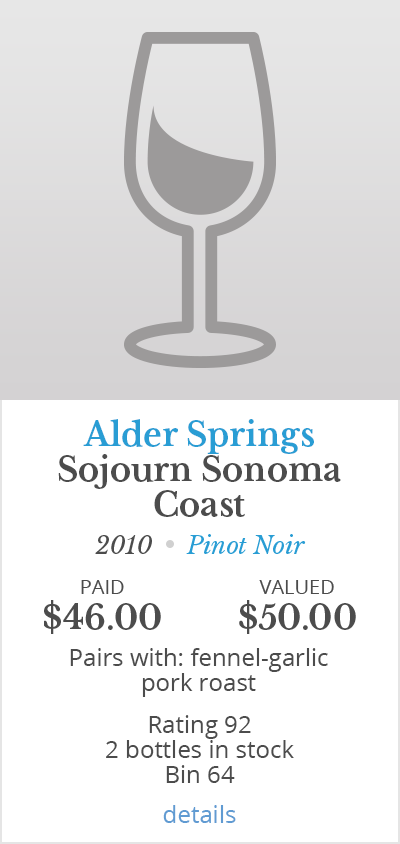 Alder Springs
Sojourn Sonoma
Coast
2010 • Pinot Noir
PAID VALUED
$46.00 $50.00
Pairs with: fennel-garlic
pork roast
Rating 92
2 bottles in stock
Bin 64
details